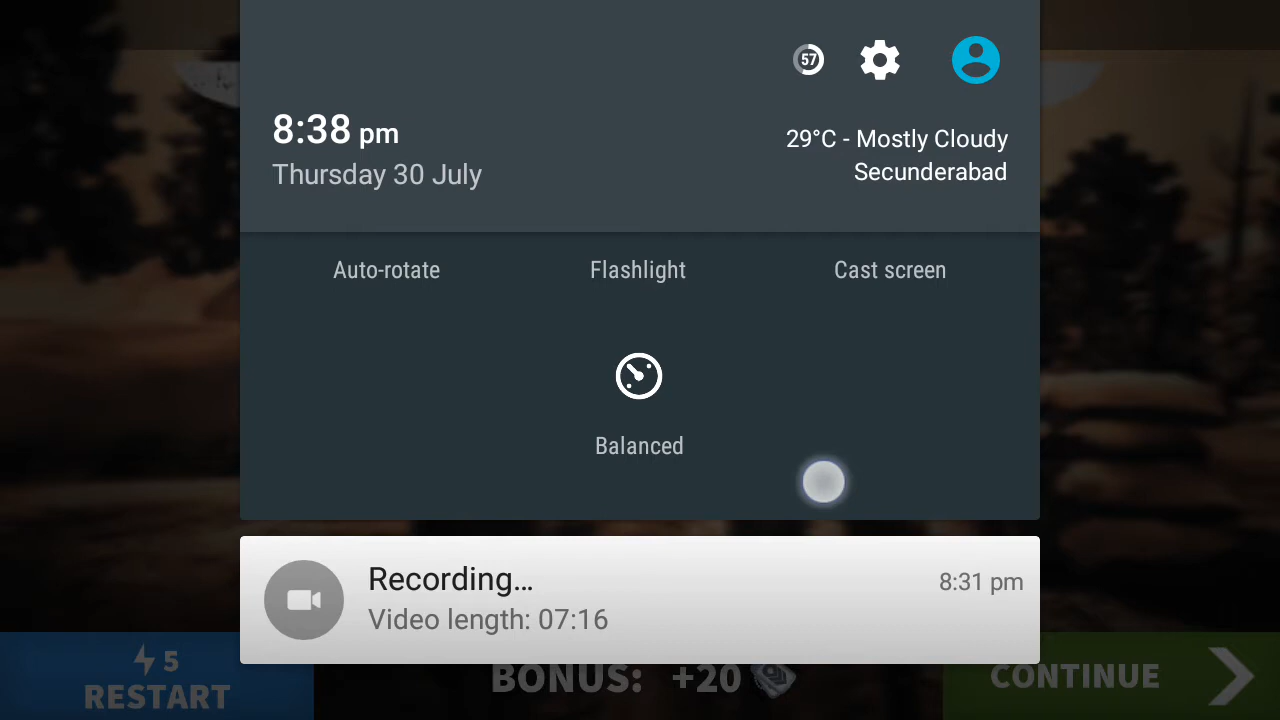 57
8:38 pm
29°C - Mostly Cloudy
Thursday 30 July
Secunderabad
Auto-rotate
Flashlight
Cast screen
Balanced
Recording...
8:31 pm
Video length: 07:16
5
RESTART
BONUS: +20
CONTINUE